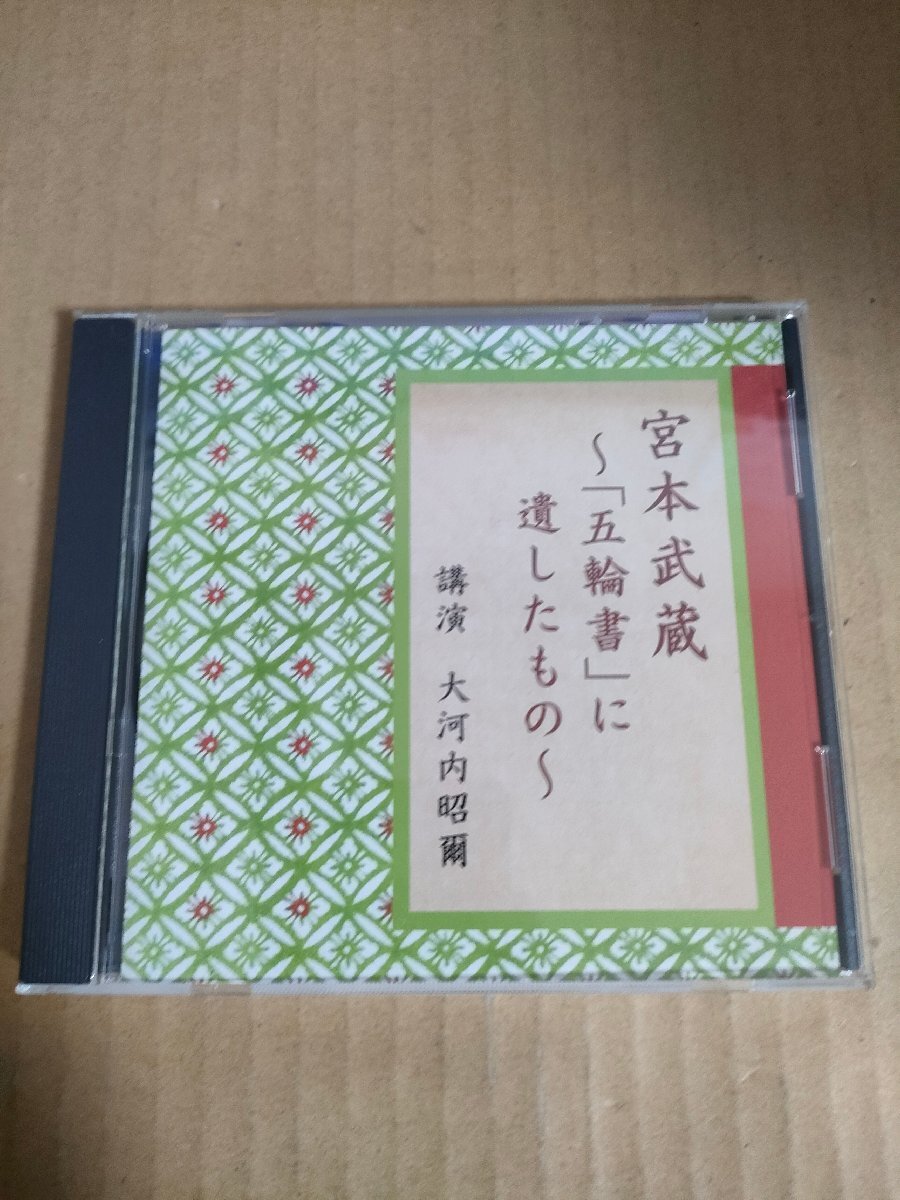 宮本武蔵
～「五輪書」に
遺したもの～
講演 大河内昭爾